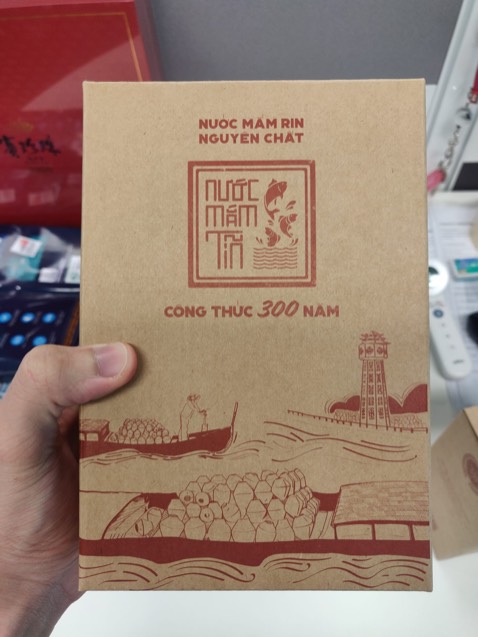 NƯỚC MẮM RIN
NGUYÊN CHẤT
NƯỚC
MẮM
TĨN
CÔNG THỨC 300 NĂM